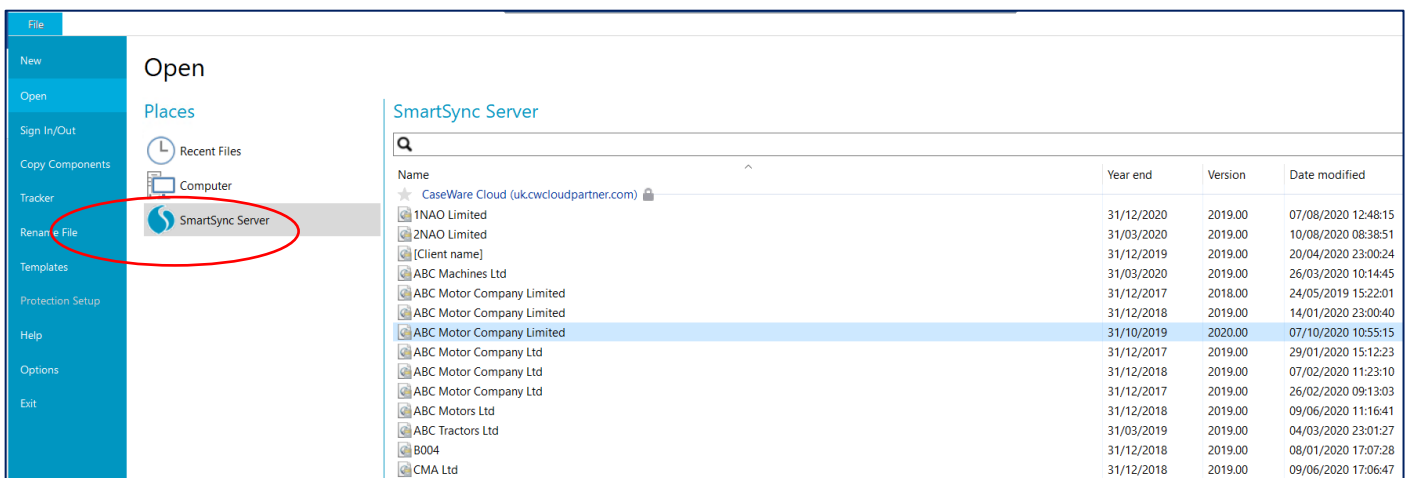 File
New
Open
Sign In/Out
Copy Components
Tracker
Rename File
Templates
Protection Setup
Help
Options
Exit
Open
Places
Recent Files
Computer
SmartSync Server
SmartSync Server
Name Year end Version Date modified
CaseWare Cloud (uk.cwcloudpartner.com)
1NAO Limited 31/12/2020 2019.00 07/08/2020 12:48:15
2NAO Limited 31/03/2020 2019.00 10/08/2020 08:38:51
[Client name] 31/12/2019 2019.00 20/04/2020 23:00:24
ABC Machines Ltd 31/03/2020 2019.00 26/03/2020 10:14:45
ABC Motor Company Limited 31/12/2017 2018.00 24/05/2019 15:22:01
ABC Motor Company Limited 31/12/2018 2019.00 14/01/2020 23:00:40
ABC Motor Company Limited 31/10/2019 2020.00 07/10/2020 10:55:15
ABC Motor Company Ltd 31/12/2017 2019.00 29/01/2020 15:12:23
ABC Motor Company Ltd 31/12/2018 2019.00 07/02/2020 11:23:10
ABC Motor Company Ltd 31/12/2017 2019.00 26/02/2020 09:13:03
ABC Motors Ltd 31/12/2018 2019.00 09/06/2020 11:16:41
ABC Tractors Ltd 31/03/2019 2019.00 04/03/2020 23:01:27
B004 31/12/2018 2019.00 08/01/2020 17:07:28
CMA Ltd 31/12/2018 2019.00 09/06/2020 17:06:47